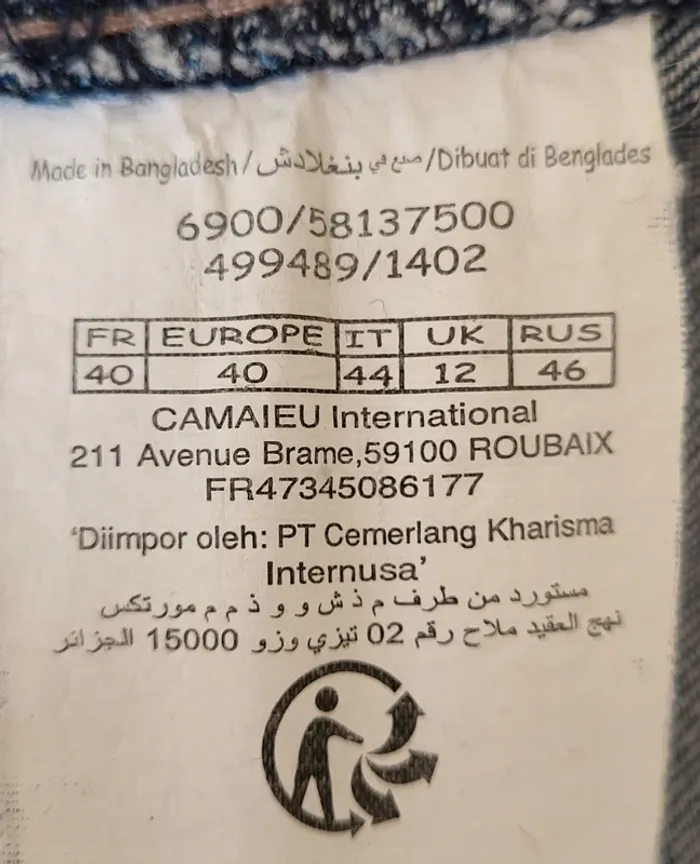 Made in Bangladesh/صنع في بنغلادش/Dibuat di Benglades
6900/58137500
499489/1402
FR EUROPE IT UK RUS
40 40 44 12 46
CAMAIEU International
211 Avenue Brame,59100 ROUBAIX
FR47345086177
'Diimpor oleh: PT Cemerlang Kharisma
Internusa'
مستورد من طرف م ذ ش و و ذ م م مورتكس
نهج العقيد ملاح رقم 02 تيزي وزو 15000 الجزائر